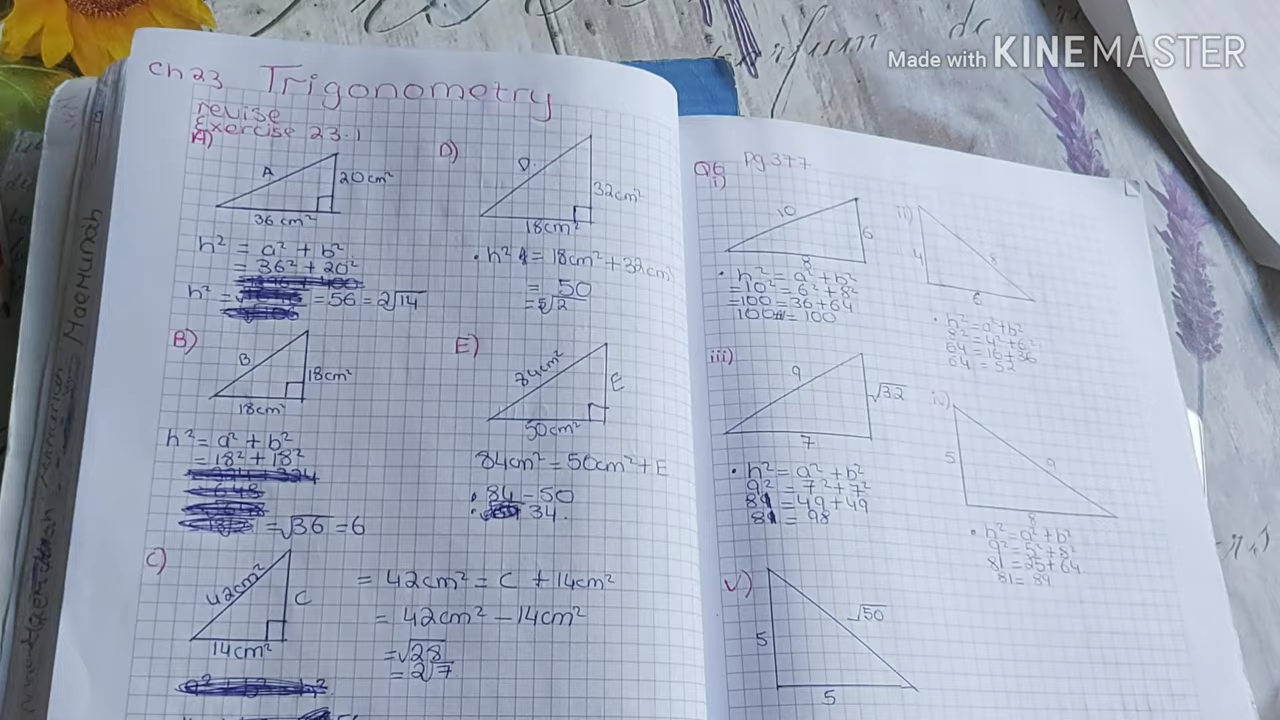 Made with KINEMASTER
Ch 23 Trigonometry
revise
Exercise 23.1
A)
A
20cm²
36 cm²
h² = a² + b²
= 36² + 20²
h² = = 56 = 2√14
B)
B
18cm²
18cm²
h² = a² + b²
= 18² + 18²
= √36 = 6
C)
42cm²
C
14cm²
= 42cm² = C + 14cm²
= 42cm² - 14cm²
= √28
= 2√7
D)
D
32cm²
18cm²
h² = 18cm² + 32cm²
= 50
= 5√2
E)
84cm²
E
50cm²
84cm² = 50cm² + E
• 84 - 50
• 34.
Pg 377
Q6
i)
10
6
8
• h² = a² + b²
= 10² = 6² + 8²
= 100 = 36 + 64
100 = 100
ii)
4
8
6
• h² = a² + b²
8² = 4² + 6²
64 = 16 + 36
64 = 52
iii)
9
√32
7
• h² = a² + b²
9² = 7² + 7²
81 = 49 + 49
81 = 98
iv)
5
9
8
• h² = a² + b²
9² = 5² + 8²
81 = 25 + 64
81 = 89
v)
5
√50
5
Maemunah